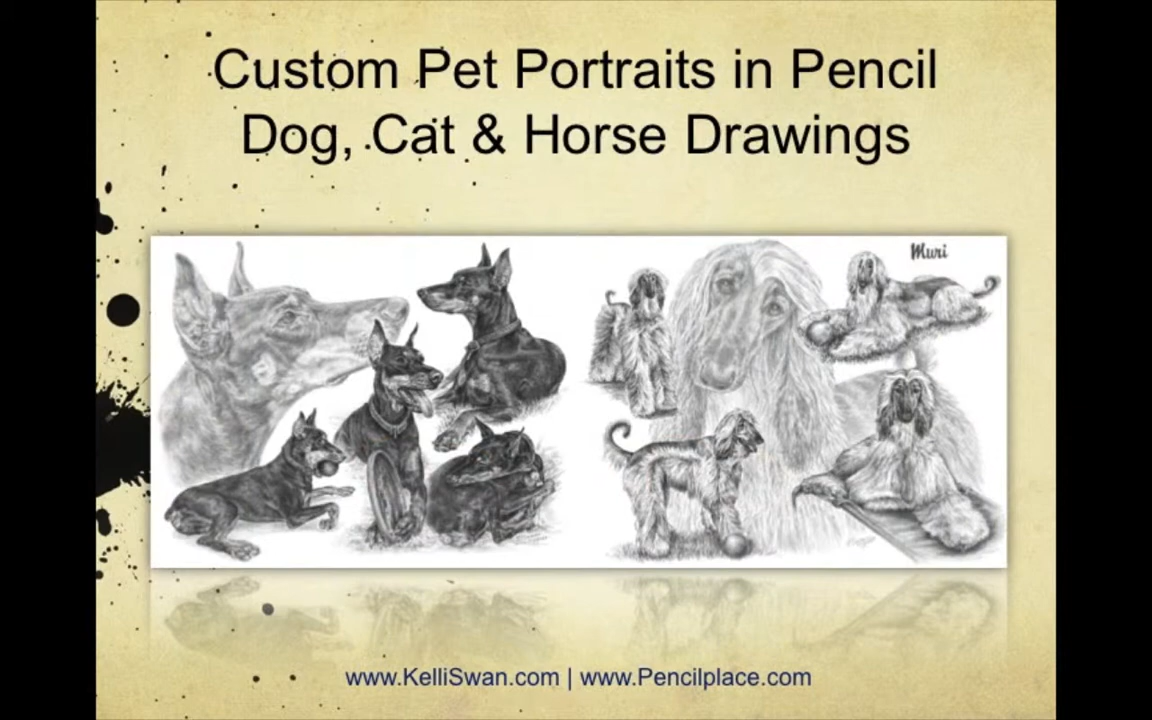 Custom Pet Portraits in Pencil
Dog, Cat & Horse Drawings
Muri
www.KelliSwan.com | www.Pencilplace.com